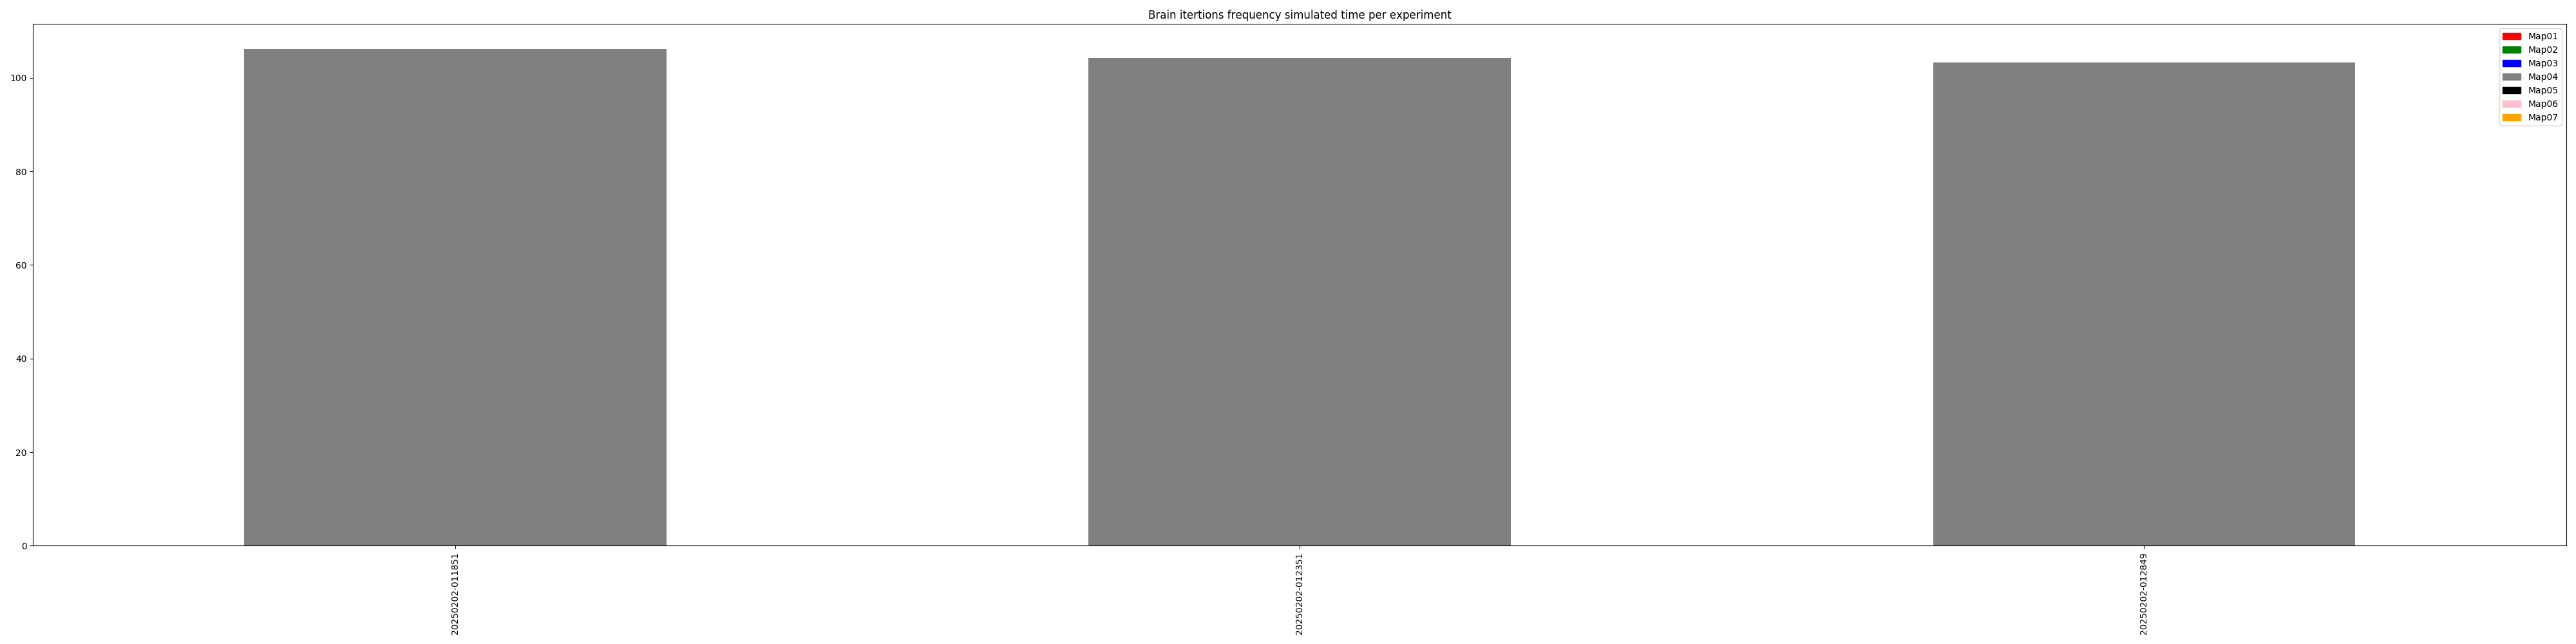 Brain itertions frequency simulated time per experiment
Map01
Map02
Map03
Map04
Map05
Map06
Map07
100
80
60
40
20
0
20250202-011851
20250202-012351
20250202-012849